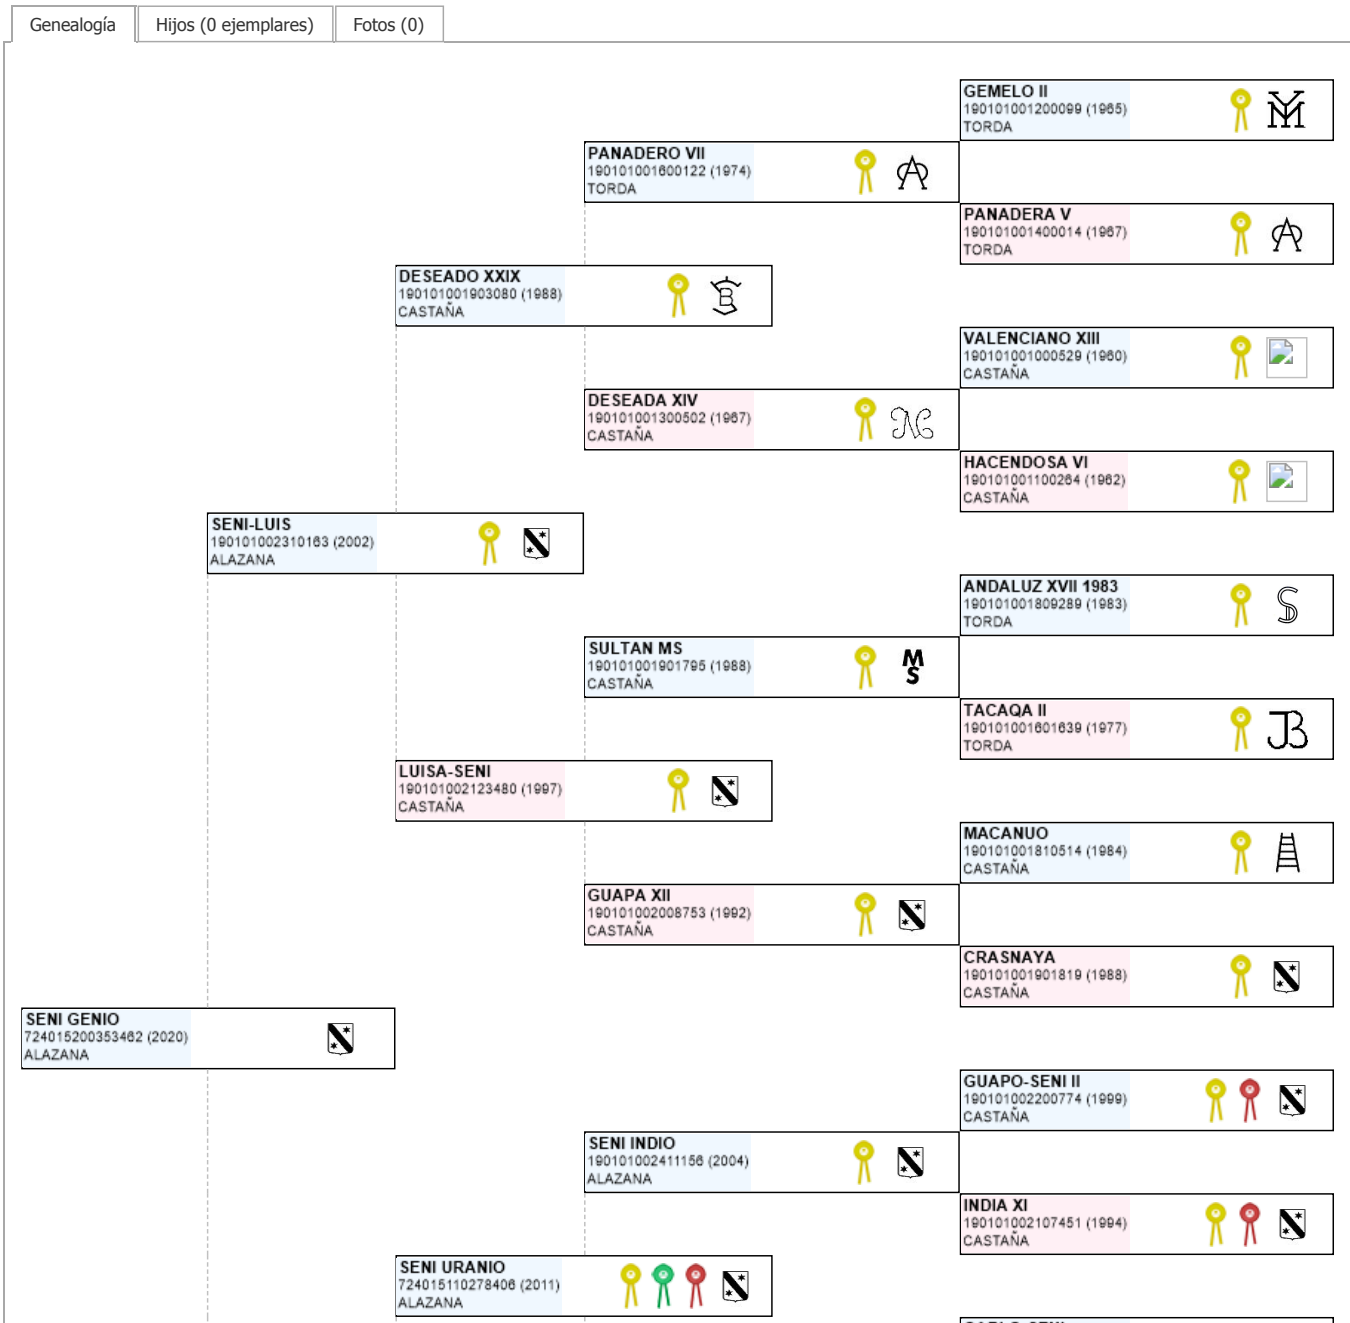 Genealogía
Hijos (0 ejemplares)
Fotos (0)
GEMELO II
190101001200099 (1965)
TORDA
PANADERO VII
190101001600122 (1974)
TORDA
PANADERA V
190101001400014 (1967)
TORDA
DESEADO XXIX
190101001903080 (1988)
CASTAÑA
VALENCIANO XIII
190101001000529 (1960)
CASTAÑA
DESEADA XIV
190101001300502 (1967)
CASTAÑA
HACENDOSA VI
190101001100264 (1962)
CASTAÑA
SENI-LUIS
190101002310163 (2002)
ALAZANA
ANDALUZ XVII 1983
190101001809289 (1983)
TORDA
SULTAN MS
190101001901795 (1988)
CASTAÑA
MS
TACAQA II
190101001601639 (1977)
TORDA
LUISA-SENI
190101002123480 (1997)
CASTAÑA
MACANUO
190101001810514 (1984)
CASTAÑA
GUAPA XII
190101002008753 (1992)
CASTAÑA
CRASNAYA
190101001901819 (1988)
CASTAÑA
SENI GENIO
724015200353462 (2020)
ALAZANA
GUAPO-SENI II
190101002200774 (1999)
CASTAÑA
SENI INDIO
190101002411156 (2004)
ALAZANA
INDIA XI
190101002107451 (1994)
CASTAÑA
SENI URANIO
724015110278406 (2011)
ALAZANA